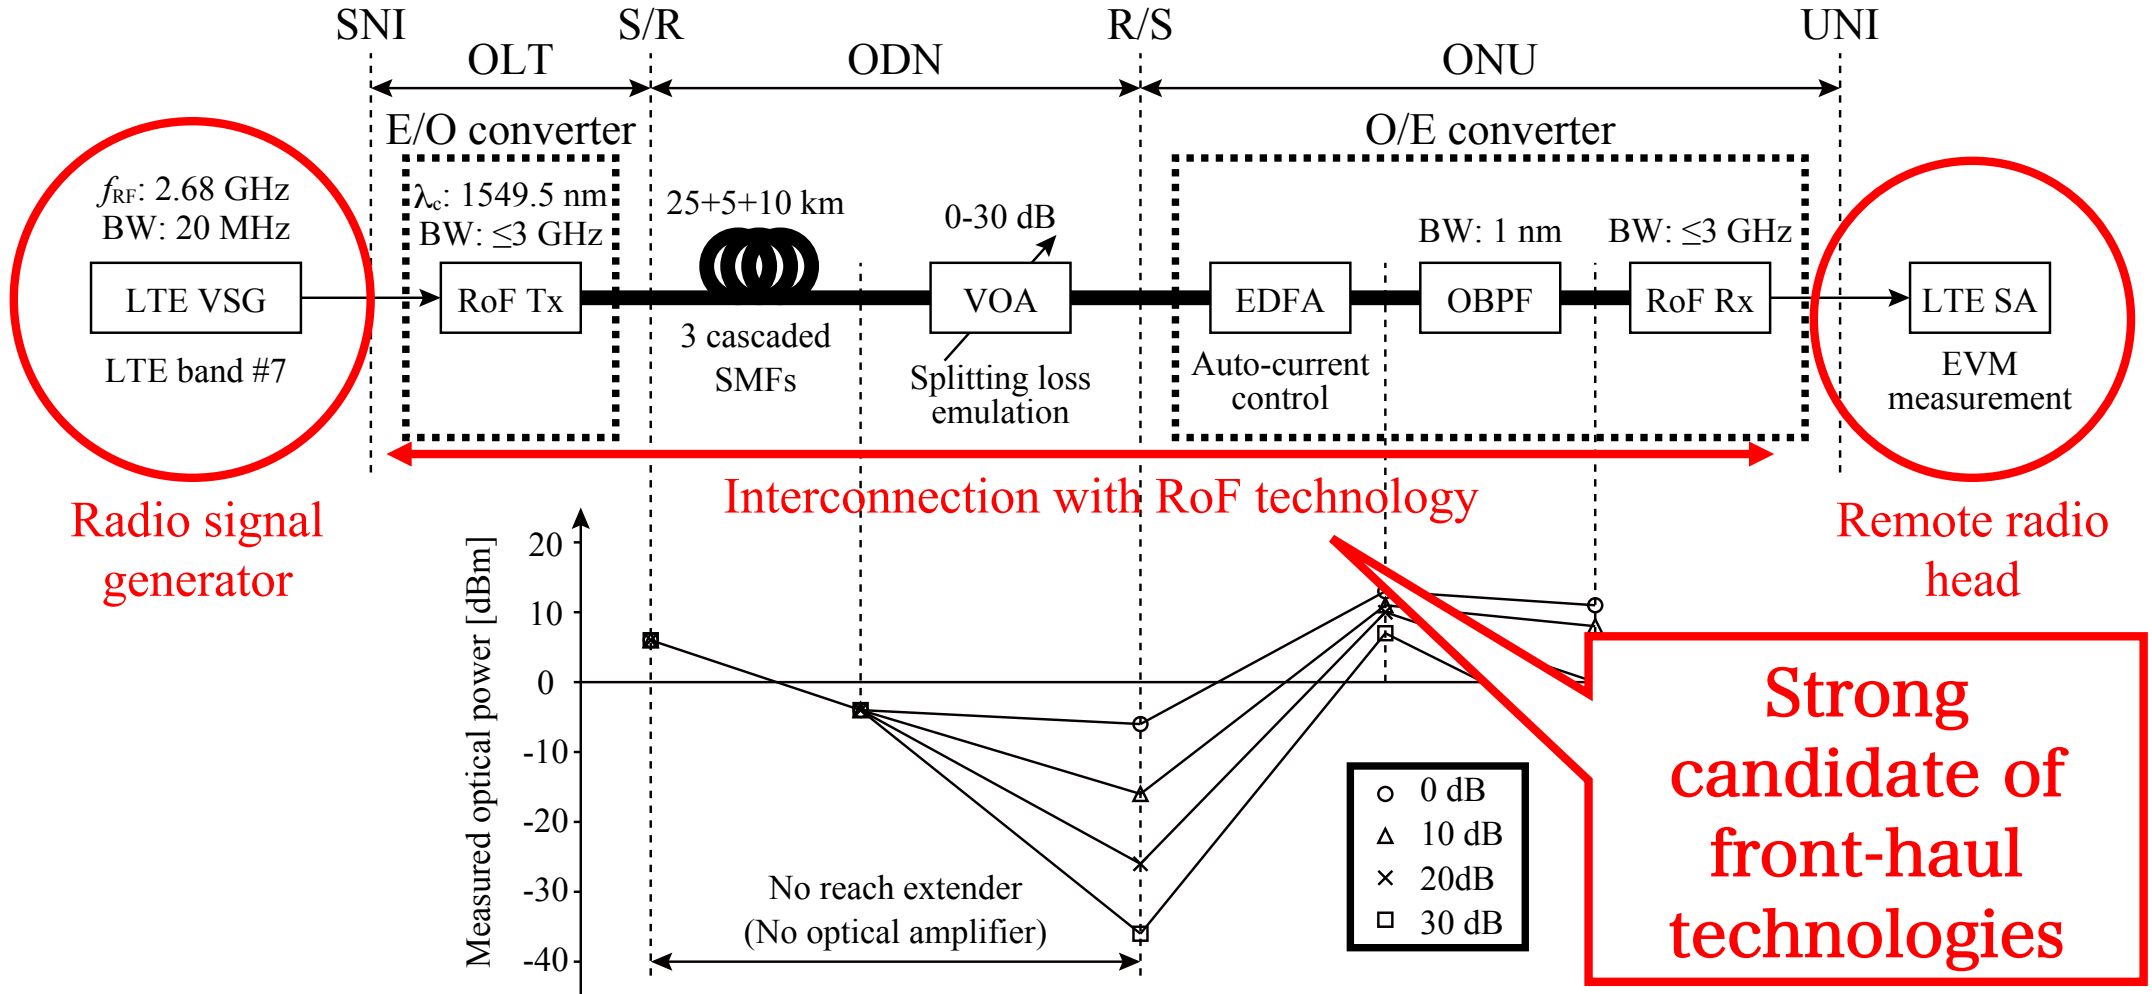 SNI
S/R
R/S
UNI
OLT
ODN
ONU
E/O converter
O/E converter
fRF: 2.68 GHz
BW: 20 MHz
λc: 1549.5 nm
BW: ≤3 GHz
25+5+10 km
0-30 dB
BW: 1 nm
BW: ≤3 GHz
LTE VSG
RoF Tx
VOA
EDFA
OBPF
RoF Rx
LTE SA
LTE band #7
3 cascaded
SMFs
Splitting loss
emulation
Auto-current
control
EVM
measurement
Interconnection with RoF technology
Radio signal
generator
Remote radio
head
Measured optical power [dBm]
20
10
0
-10
-20
-30
-40
No reach extender
(No optical amplifier)
0 dB
10 dB
20dB
30 dB
Strong
candidate of
front-haul
technologies